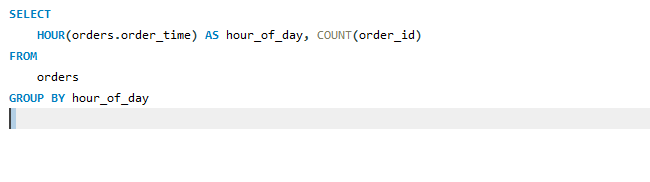 SELECT
    HOUR(orders.order_time) AS hour_of_day, COUNT(order_id)
FROM
    orders
GROUP BY hour_of_day